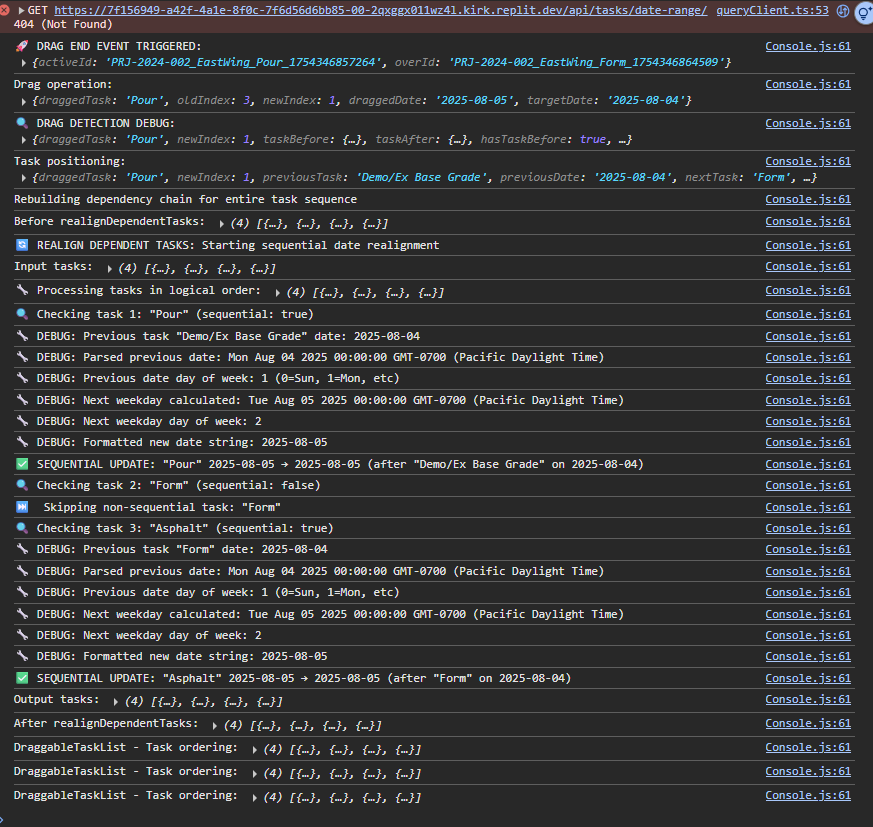 GET https://7f156949-a42f-4a1e-8f0c-7f6d56d6bb85-00-2qxggx011wz4l.kirk.replit.dev/api/tasks/date-range/ queryClient.ts:53
404 (Not Found)
🚀 DRAG END EVENT TRIGGERED: Console.js:61
{activeId: 'PRJ-2024-002_EastWing_Pour_1754346857264', overId: 'PRJ-2024-002_EastWing_Form_1754346864509'}
Drag operation: Console.js:61
{draggedTask: 'Pour', oldIndex: 3, newIndex: 1, draggedDate: '2025-08-05', targetDate: '2025-08-04'}
🔍 DRAG DETECTION DEBUG: Console.js:61
{draggedTask: 'Pour', newIndex: 1, taskBefore: {…}, taskAfter: {…}, hasTaskBefore: true, …}
Task positioning: Console.js:61
{draggedTask: 'Pour', newIndex: 1, previousTask: 'Demo/Ex Base Grade', previousDate: '2025-08-04', nextTask: 'Form', …}
Rebuilding dependency chain for entire task sequence Console.js:61
Before realignDependentTasks: (4) [{…}, {…}, {…}, {…}] Console.js:61
🔄 REALIGN DEPENDENT TASKS: Starting sequential date realignment Console.js:61
Input tasks: (4) [{…}, {…}, {…}, {…}] Console.js:61
🔧 Processing tasks in logical order: (4) [{…}, {…}, {…}, {…}] Console.js:61
🔍 Checking task 1: "Pour" (sequential: true) Console.js:61
🔧 DEBUG: Previous task "Demo/Ex Base Grade" date: 2025-08-04 Console.js:61
🔧 DEBUG: Parsed previous date: Mon Aug 04 2025 00:00:00 GMT-0700 (Pacific Daylight Time) Console.js:61
🔧 DEBUG: Previous date day of week: 1 (0=Sun, 1=Mon, etc) Console.js:61
🔧 DEBUG: Next weekday calculated: Tue Aug 05 2025 00:00:00 GMT-0700 (Pacific Daylight Time) Console.js:61
🔧 DEBUG: Next weekday day of week: 2 Console.js:61
🔧 DEBUG: Formatted new date string: 2025-08-05 Console.js:61
✅ SEQUENTIAL UPDATE: "Pour" 2025-08-05 → 2025-08-05 (after "Demo/Ex Base Grade" on 2025-08-04) Console.js:61
🔍 Checking task 2: "Form" (sequential: false) Console.js:61
⏭️ Skipping non-sequential task: "Form" Console.js:61
🔍 Checking task 3: "Asphalt" (sequential: true) Console.js:61
🔧 DEBUG: Previous task "Form" date: 2025-08-04 Console.js:61
🔧 DEBUG: Parsed previous date: Mon Aug 04 2025 00:00:00 GMT-0700 (Pacific Daylight Time) Console.js:61
🔧 DEBUG: Previous date day of week: 1 (0=Sun, 1=Mon, etc) Console.js:61
🔧 DEBUG: Next weekday calculated: Tue Aug 05 2025 00:00:00 GMT-0700 (Pacific Daylight Time) Console.js:61
🔧 DEBUG: Next weekday day of week: 2 Console.js:61
🔧 DEBUG: Formatted new date string: 2025-08-05 Console.js:61
✅ SEQUENTIAL UPDATE: "Asphalt" 2025-08-05 → 2025-08-05 (after "Form" on 2025-08-04) Console.js:61
Output tasks: (4) [{…}, {…}, {…}, {…}] Console.js:61
After realignDependentTasks: (4) [{…}, {…}, {…}, {…}] Console.js:61
DraggableTaskList - Task ordering: (4) [{…}, {…}, {…}, {…}] Console.js:61
DraggableTaskList - Task ordering: (4) [{…}, {…}, {…}, {…}] Console.js:61
DraggableTaskList - Task ordering: (4) [{…}, {…}, {…}, {…}] Console.js:61